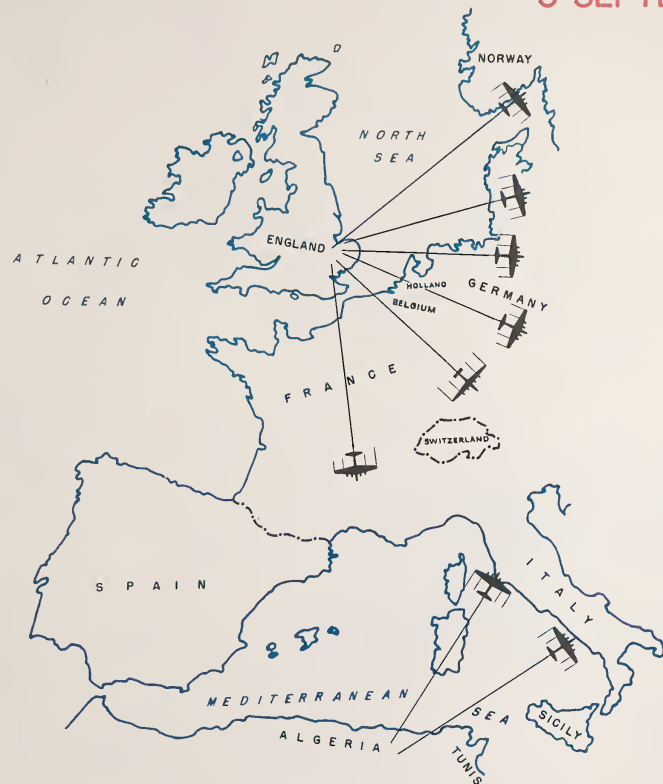 NORWAY
NORTH
SEA
ENGLAND
ATLANTIC
OCEAN
HOLLAND
GERMANY
BELGIUM
FRANCE
SWITZERLAND
SPAIN
ITALY
MEDITERRANEAN
SEA
SICILY
ALGERIA
TUNIS